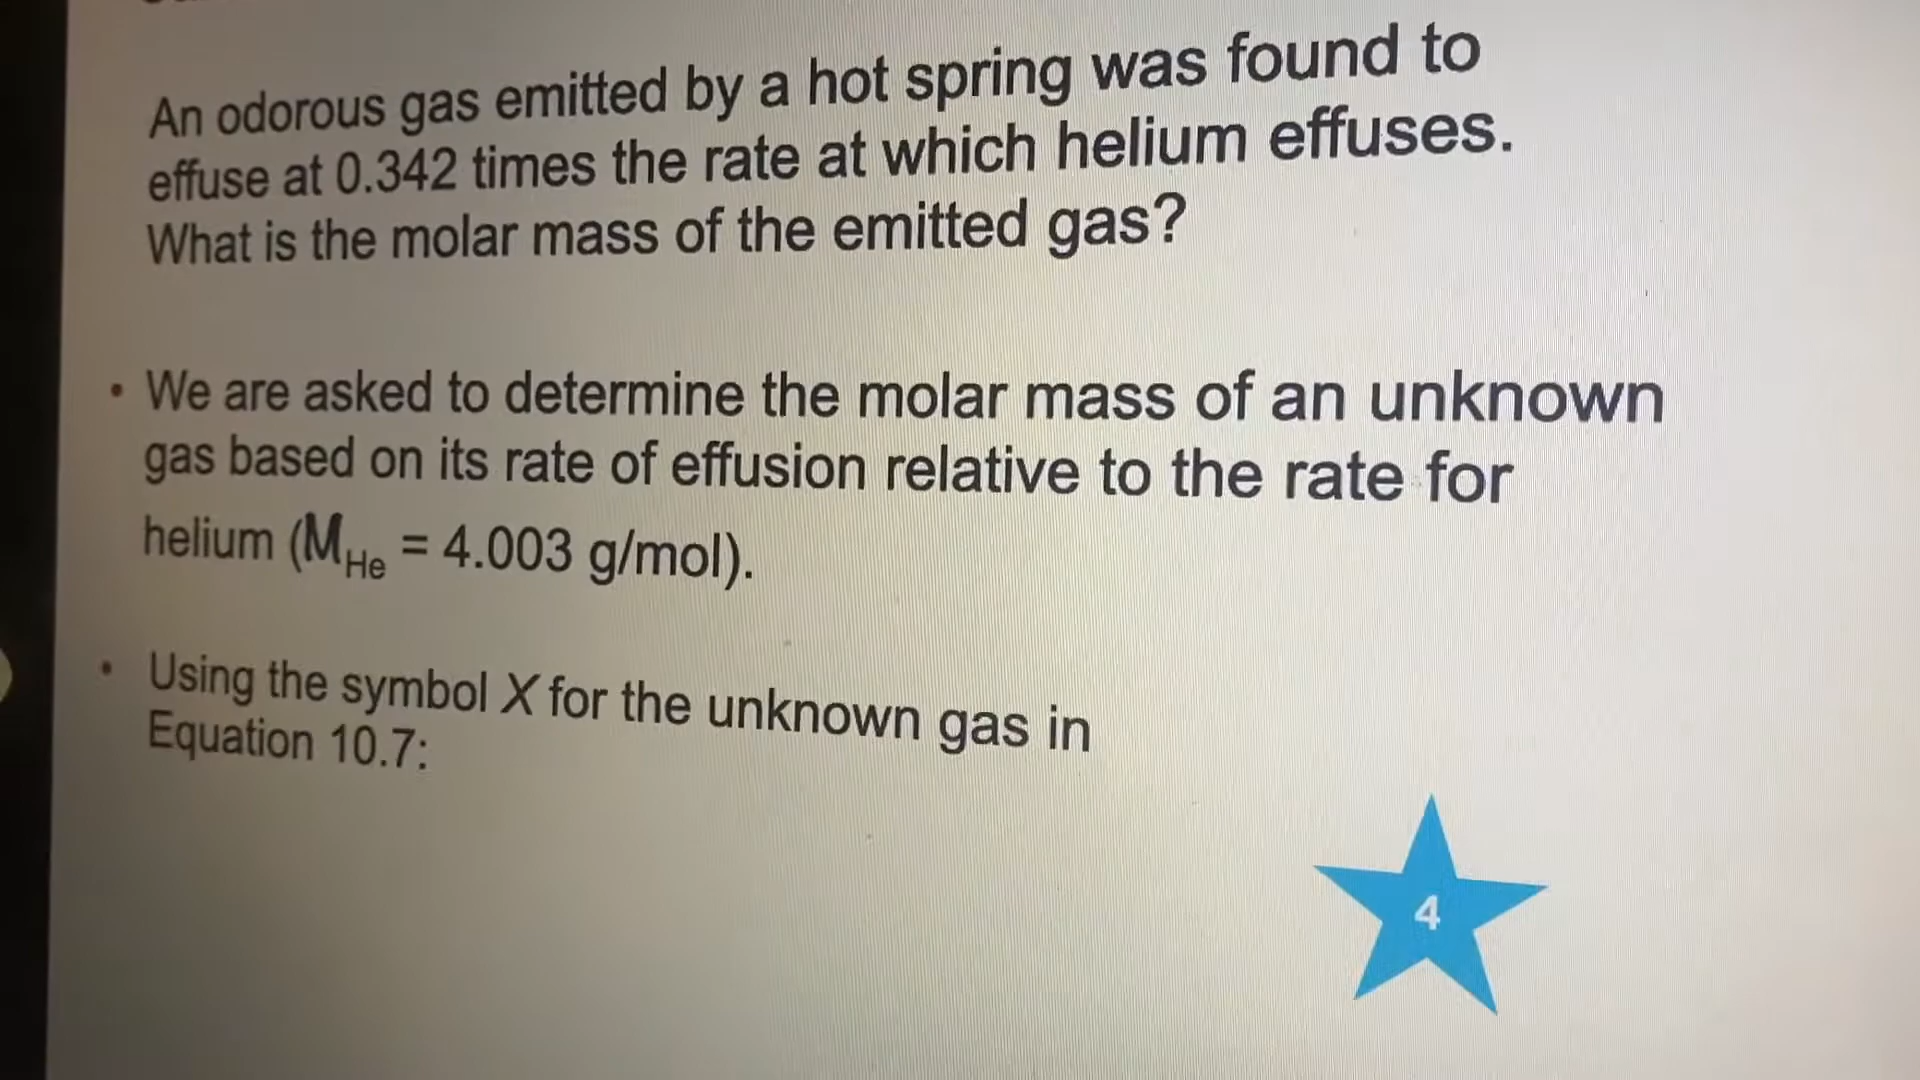 An odorous gas emitted by a hot spring was found to
effuse at 0.342 times the rate at which helium effuses.
What is the molar mass of the emitted gas?
• We are asked to determine the molar mass of an unknown
gas based on its rate of effusion relative to the rate for
helium (MHe = 4.003 g/mol).
• Using the symbol X for the unknown gas in
Equation 10.7:
4